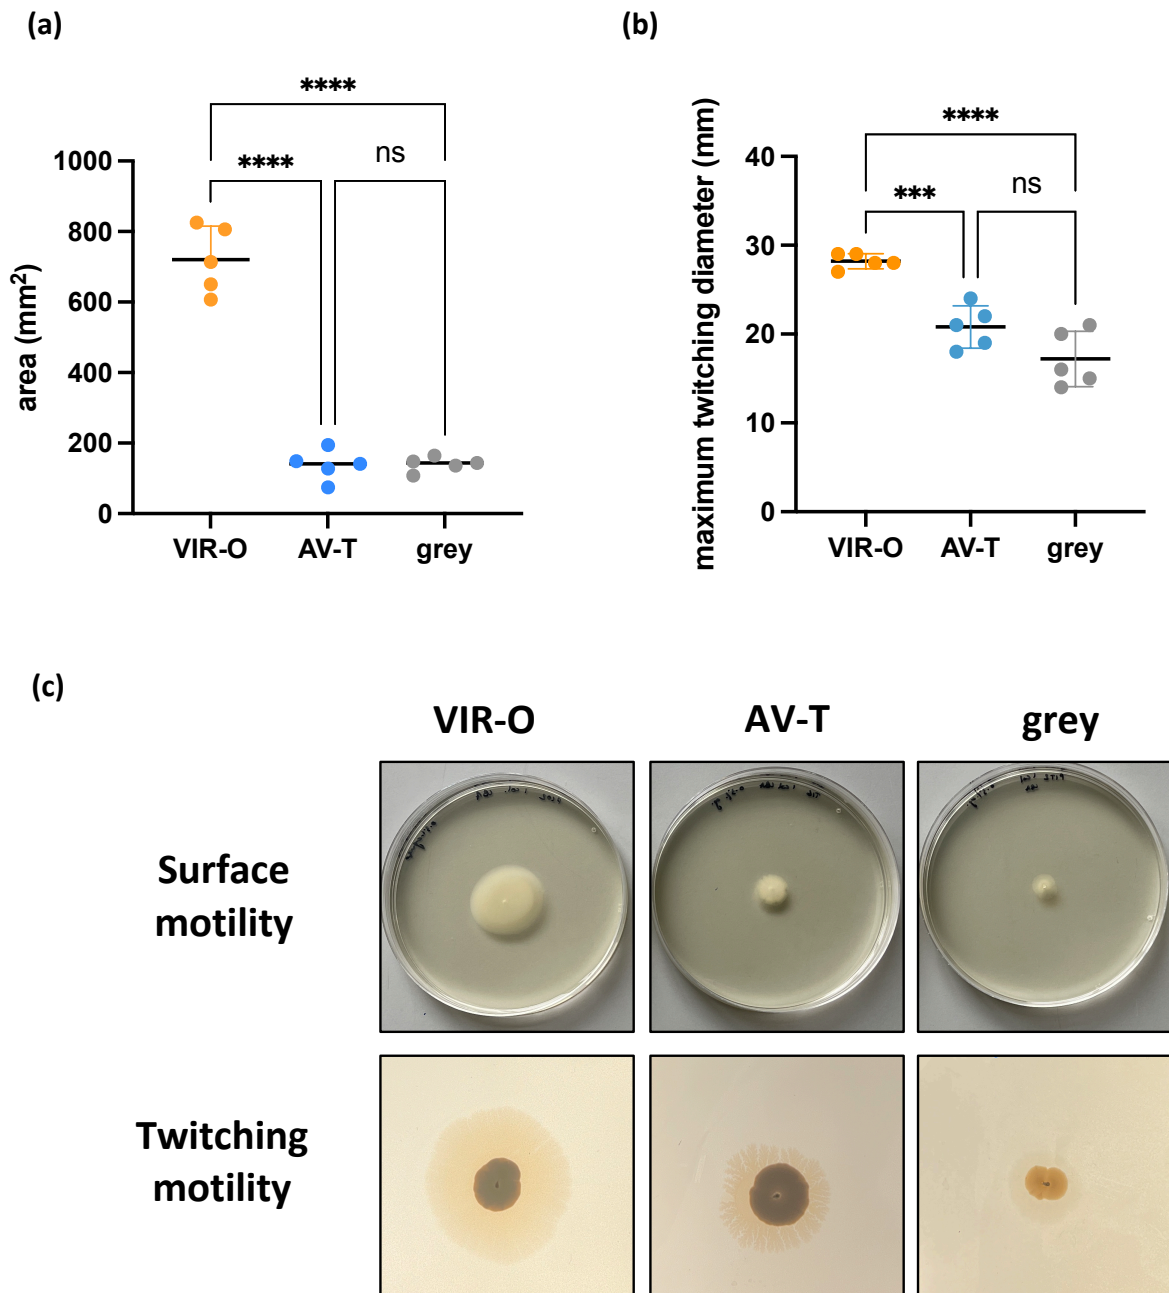 (a)
(b)
****
****
ns
1000
800
600
400
200
0
area (mm²)
VIR-O
AV-T
grey
****
***
ns
40
30
20
10
0
maximum twitching diameter (mm)
VIR-O
AV-T
grey
(c)
VIR-O
AV-T
grey
Surface
motility
Twitching
motility